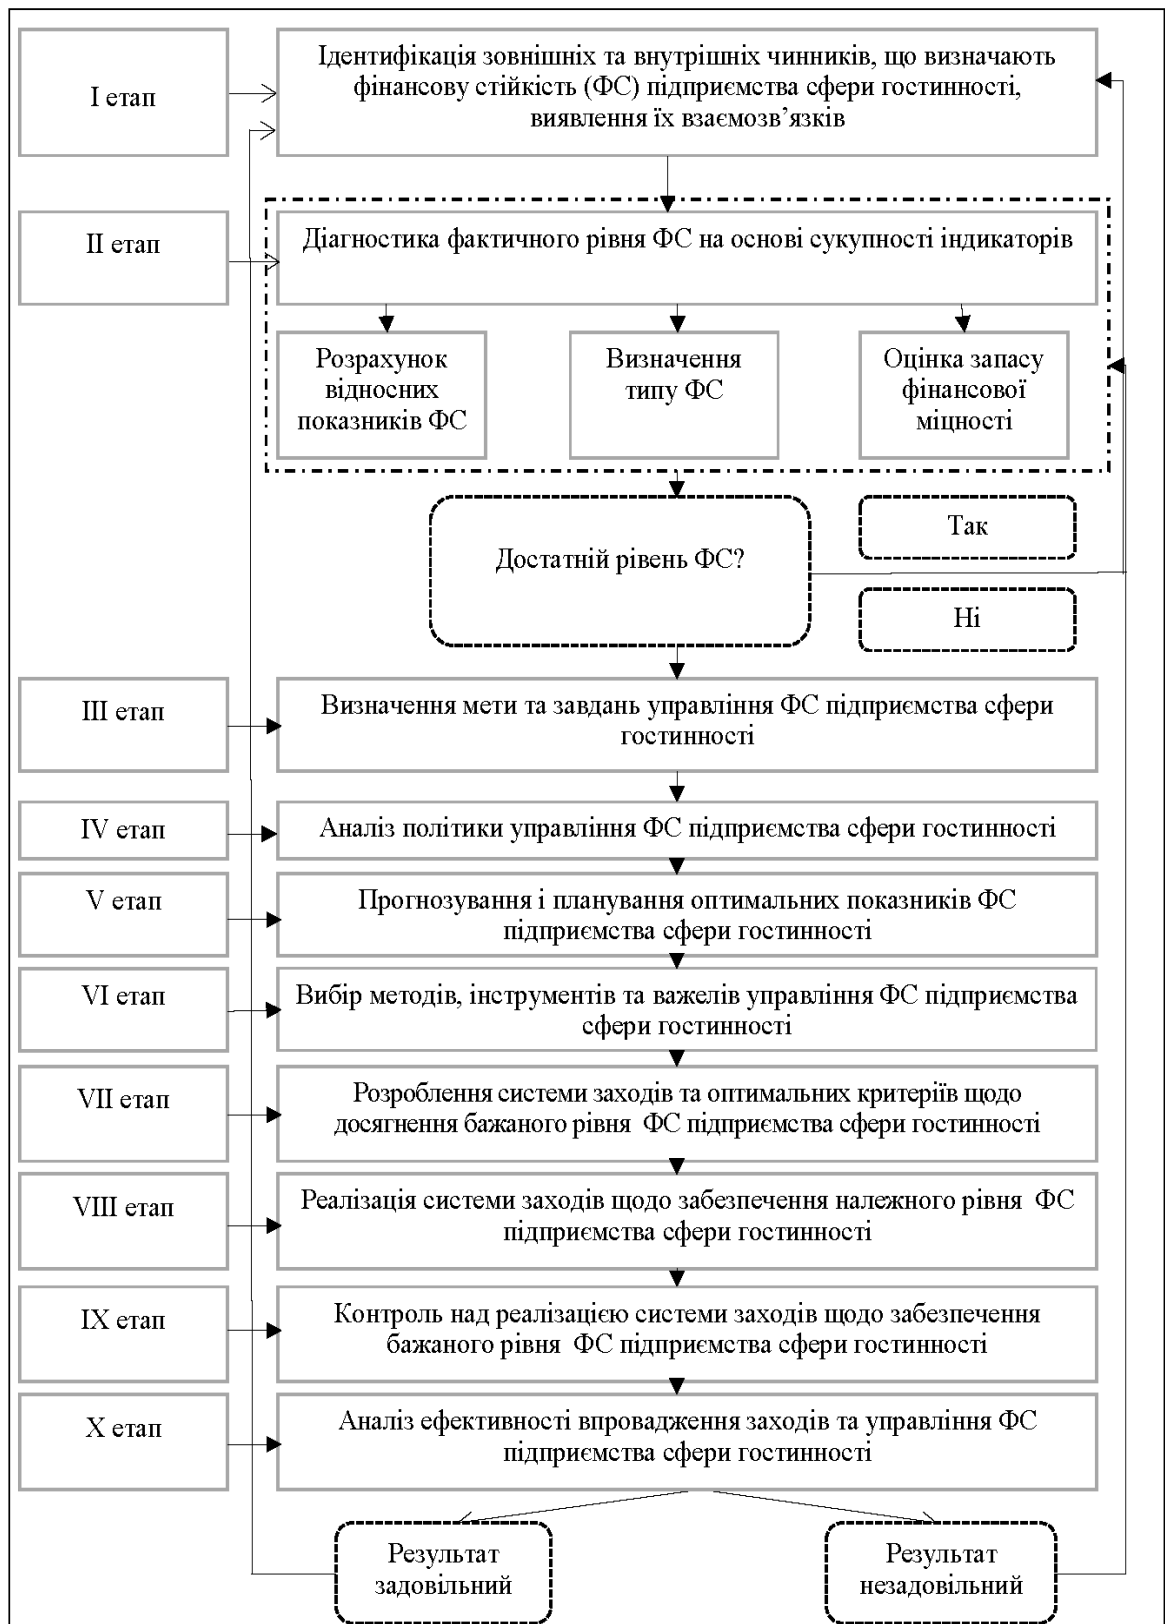 І етап
Ідентифікація зовнішніх та внутрішніх чинників, що визначають
фінансову стійкість (ФС) підприємства сфери гостинності,
виявлення їх взаємозв’язків
ІІ етап
Діагностика фактичного рівня ФС на основі сукупності індикаторів
Розрахунок
відносних
показників ФС
Визначення
типу ФС
Оцінка запасу
фінансової
міцності
Достатній рівень ФС?
Так
Ні
ІІІ етап
Визначення мети та завдань управління ФС підприємства сфери
гостинності
IV етап
Аналіз політики управління ФС підприємства сфери гостинності
V етап
Прогнозування і планування оптимальних показників ФС
підприємства сфери гостинності
VI етап
Вибір методів, інструментів та важелів управління ФС підприємства
сфери гостинності
VII етап
Розроблення системи заходів та оптимальних критеріїв щодо
досягнення бажаного рівня ФС підприємства сфери гостинності
VIII етап
Реалізація системи заходів щодо забезпечення належного рівня ФС
підприємства сфери гостинності
IX етап
Контроль над реалізацією системи заходів щодо забезпечення
бажаного рівня ФС підприємства сфери гостинності
X етап
Аналіз ефективності впровадження заходів та управління ФС
підприємства сфери гостинності
Результат
задовільний
Результат
незадовільний